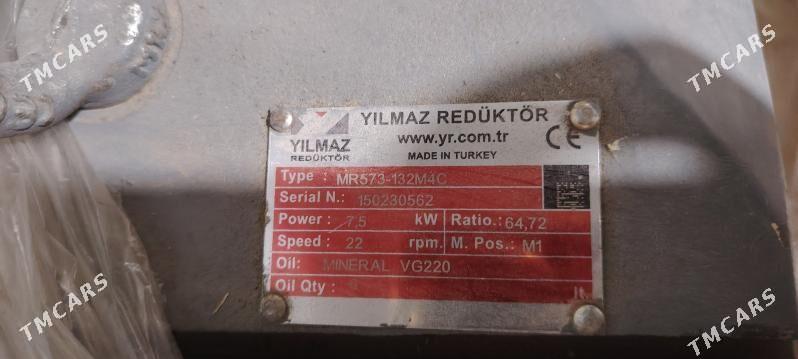 TMCARS
TMCARS
YILMAZ REDÜKTÖR
www.yr.com.tr
MADE IN TURKEY
CE
YILMAZ
REDÜKTÖR
Type : MR573-132M4C
Serial N.: 150230562
Power : 7,5 kW Ratio.: 64,72
Speed : 22 rpm. M. Pos.: M1
Oil: MINERAL VG220
Oil Qty : lt.
TMCARS
TMCARS